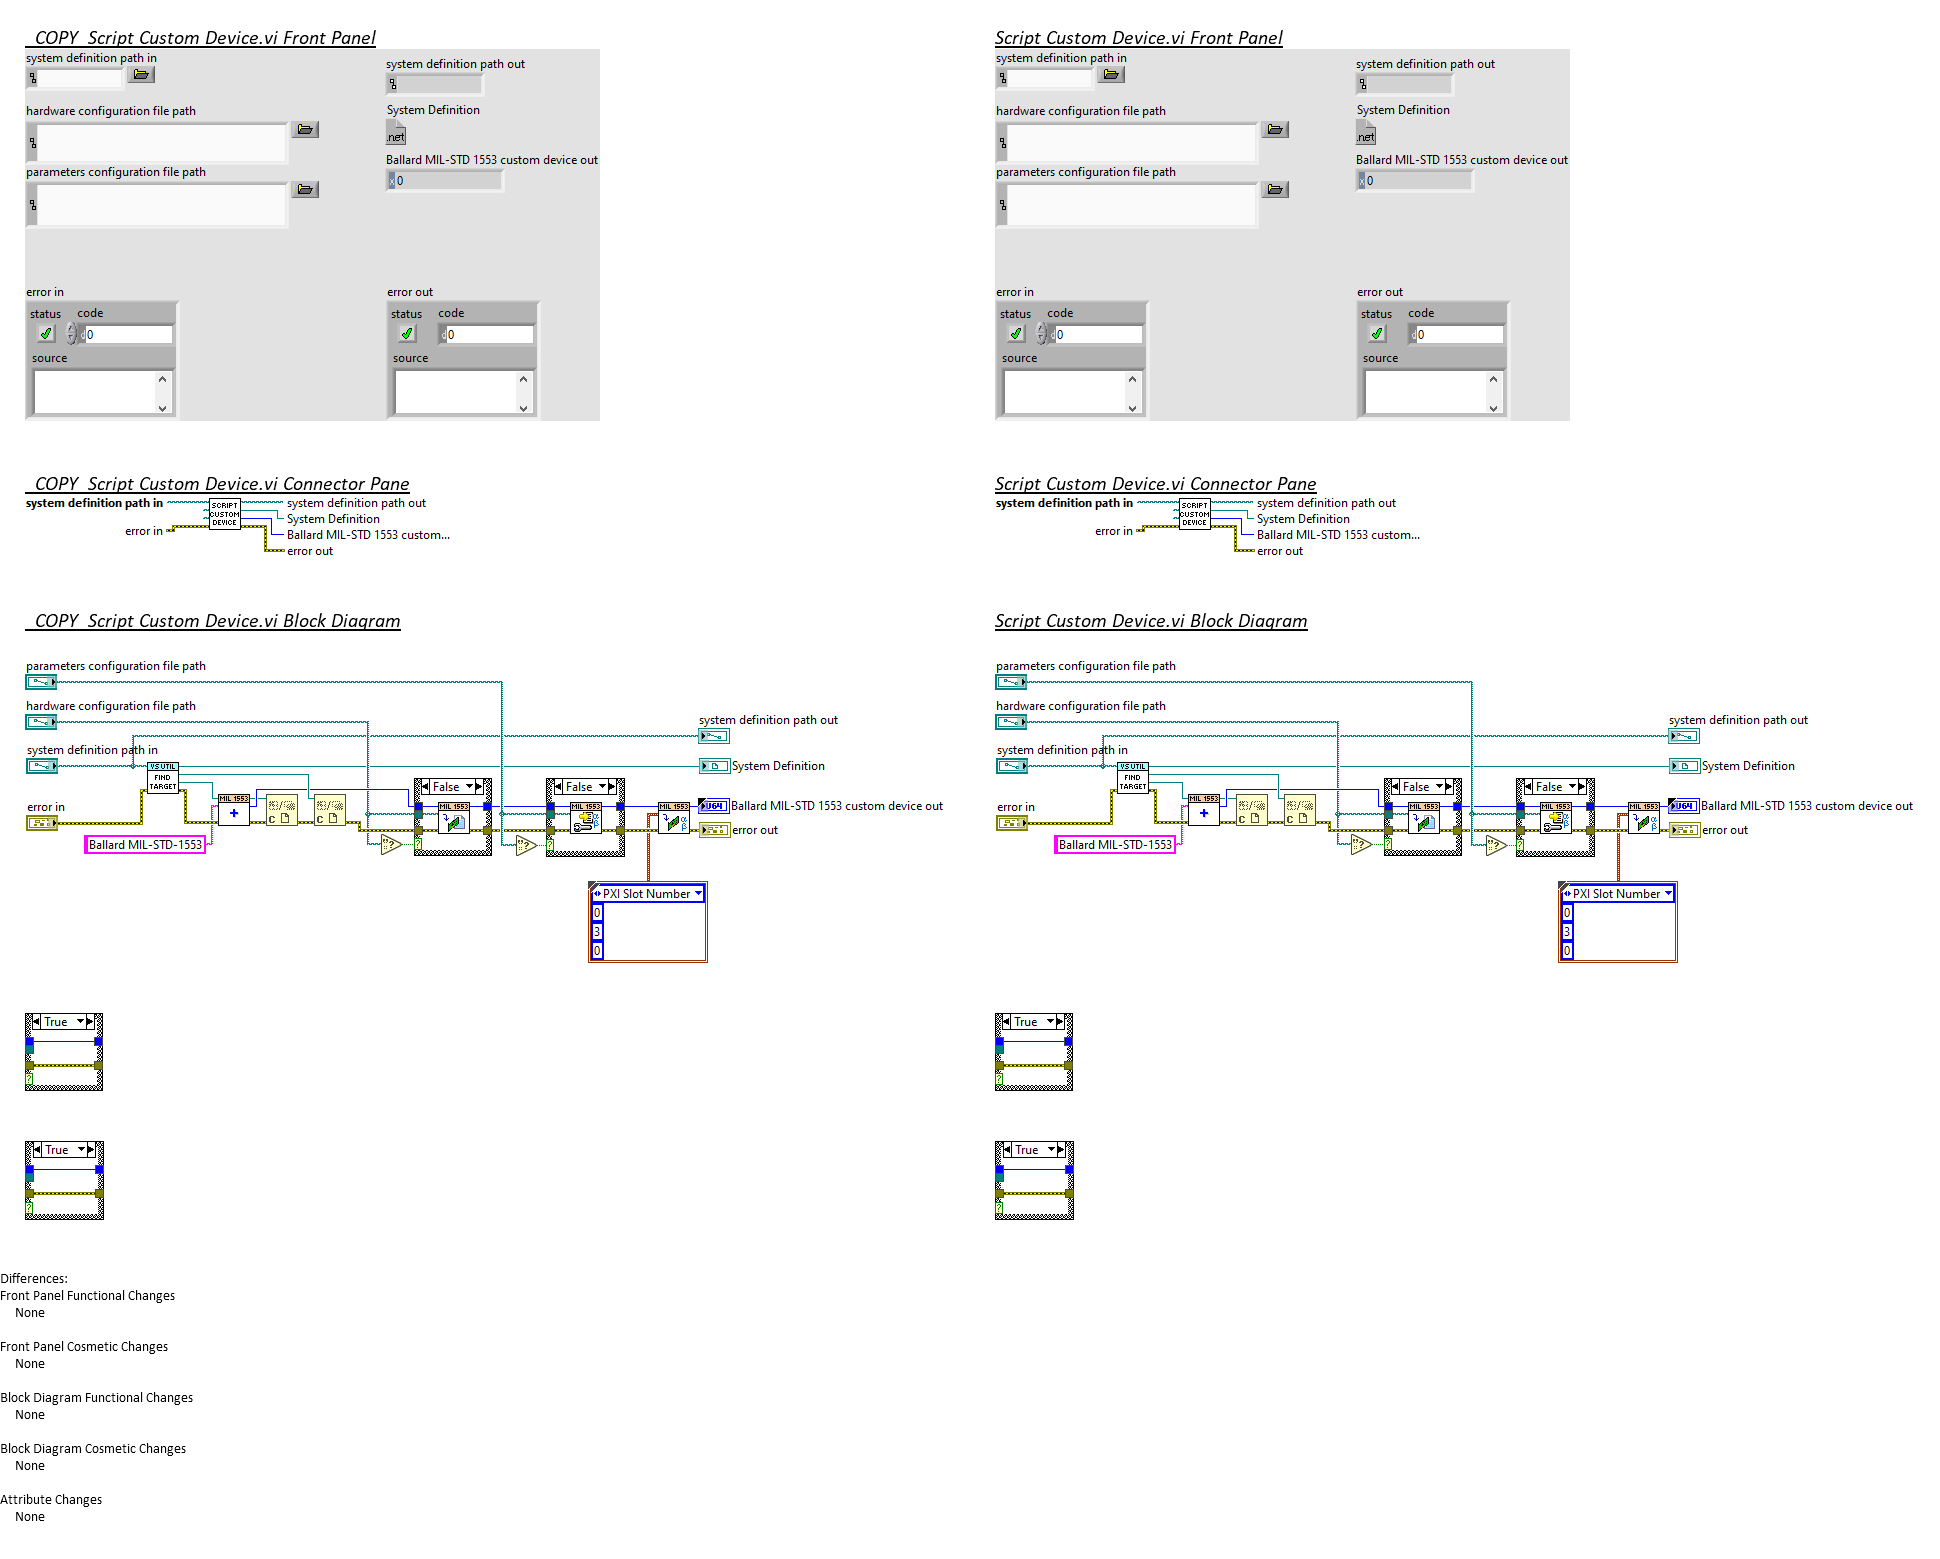 _COPY_Script Custom Device.vi Front Panel
system definition path in
system definition path out
hardware configuration file path
System Definition
.net
Ballard MIL-STD 1553 custom device out
parameters configuration file path
x 0
error in
error out
status code
status code
d 0
d 0
source
source
Script Custom Device.vi Front Panel
system definition path in
system definition path out
hardware configuration file path
System Definition
.net
Ballard MIL-STD 1553 custom device out
parameters configuration file path
x 0
error in
error out
status code
status code
d 0
d 0
source
source
_COPY_Script Custom Device.vi Connector Pane
system definition path in
SCRIPT
CUSTOM
DEVICE
system definition path out
System Definition
error in
Ballard MIL-STD 1553 custom...
error out
Script Custom Device.vi Connector Pane
system definition path in
SCRIPT
CUSTOM
DEVICE
system definition path out
System Definition
error in
Ballard MIL-STD 1553 custom...
error out
_COPY_Script Custom Device.vi Block Diagram
parameters configuration file path
hardware configuration file path
system definition path out
system definition path in
VS UTIL
FIND
TARGET
System Definition
False
False
error in
MIL 1553
C
C
MIL 1553
MIL 1553
MIL 1553
U64
Ballard MIL-STD 1553 custom device out
error out
Ballard MIL-STD-1553
?
?
?
?
PXI Slot Number
0
3
0
True
?
True
?
Script Custom Device.vi Block Diagram
parameters configuration file path
hardware configuration file path
system definition path out
system definition path in
VS UTIL
FIND
TARGET
System Definition
False
False
error in
MIL 1553
C
C
MIL 1553
MIL 1553
MIL 1553
U64
Ballard MIL-STD 1553 custom device out
error out
Ballard MIL-STD-1553
?
?
?
?
PXI Slot Number
0
3
0
True
?
True
?
Differences:
Front Panel Functional Changes
None
Front Panel Cosmetic Changes
None
Block Diagram Functional Changes
None
Block Diagram Cosmetic Changes
None
Attribute Changes
None